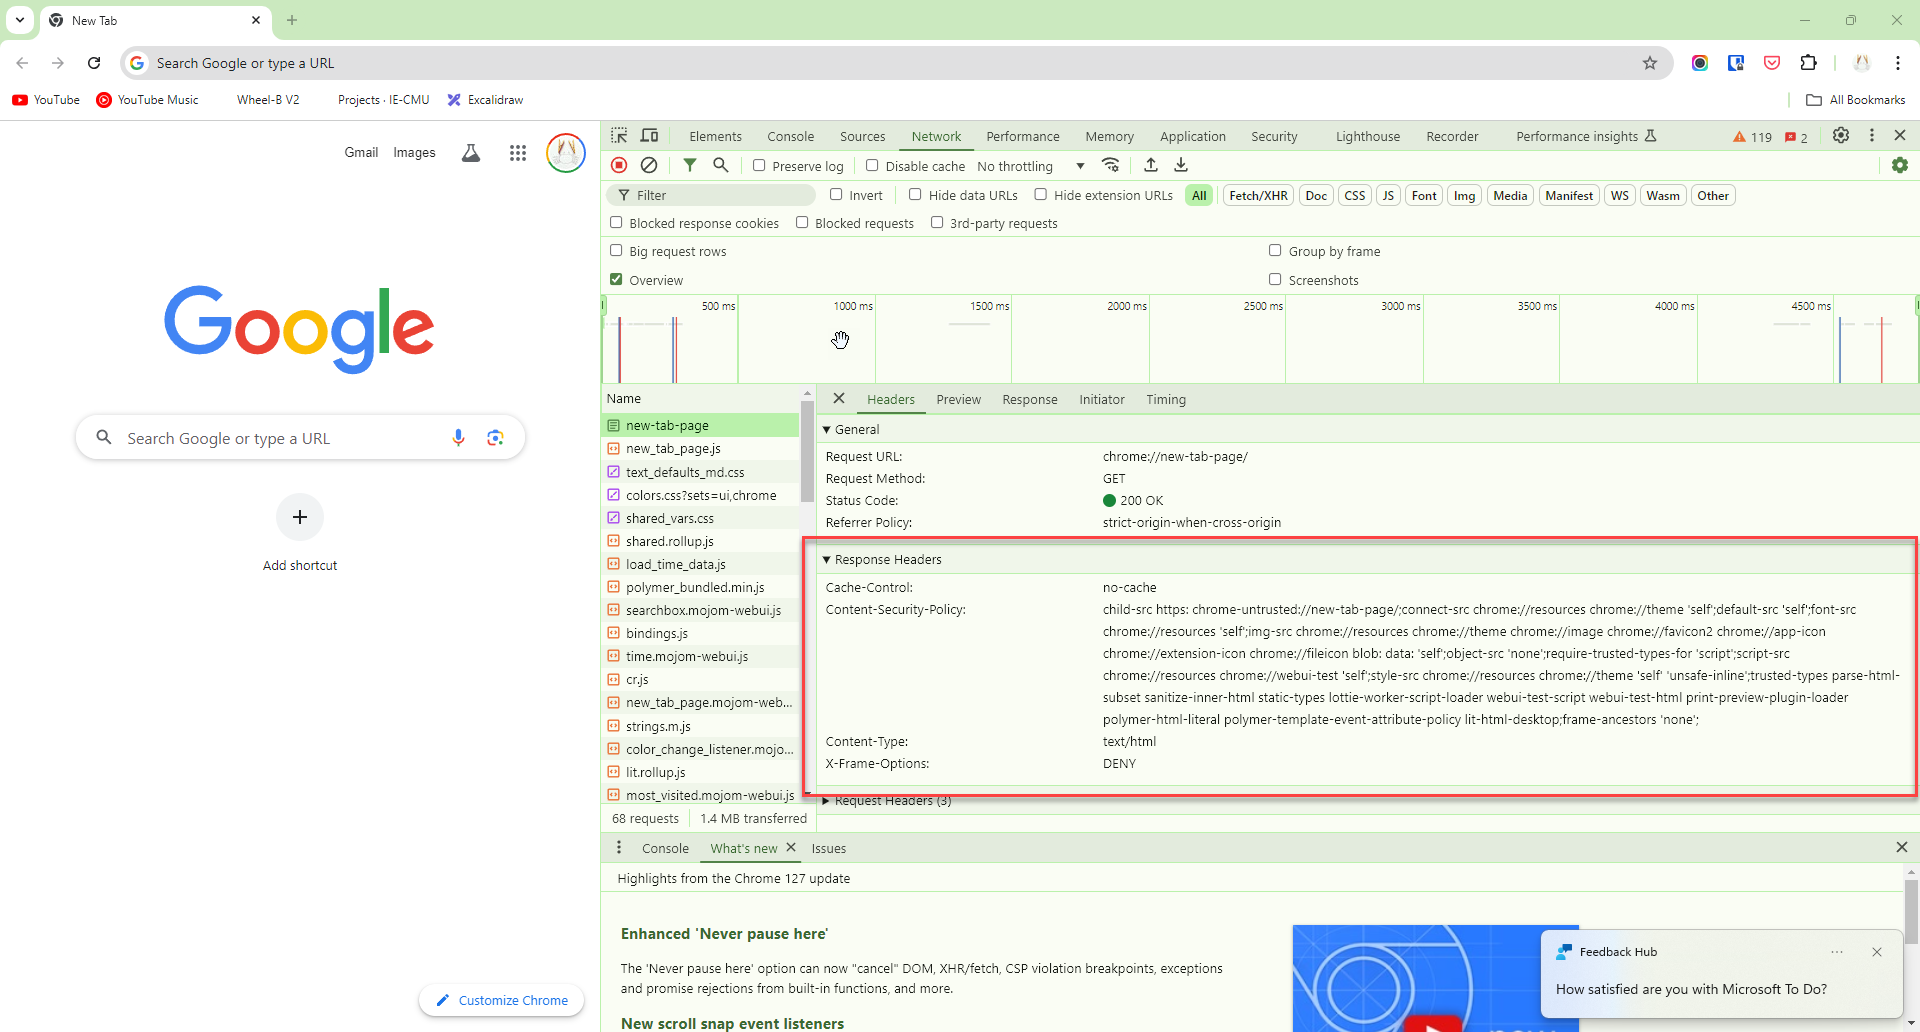 New Tab
Search Google or type a URL
YouTube
YouTube Music
Wheel-B V2
Projects · IE-CMU
Excalidraw
All Bookmarks
Gmail
Images
Google
Search Google or type a URL
Add shortcut
Customize Chrome
Elements
Console
Sources
Network
Performance
Memory
Application
Security
Lighthouse
Recorder
Performance insights
119
2
Preserve log
Disable cache
No throttling
Filter
Invert
Hide data URLs
Hide extension URLs
All
Fetch/XHR
Doc
CSS
JS
Font
Img
Media
Manifest
WS
Wasm
Other
Blocked response cookies
Blocked requests
3rd-party requests
Big request rows
Group by frame
Overview
Screenshots
500 ms
1000 ms
1500 ms
2000 ms
2500 ms
3000 ms
3500 ms
4000 ms
4500 ms
Name
new-tab-page
new_tab_page.js
text_defaults_md.css
colors.css?sets=ui,chrome
shared_vars.css
shared.rollup.js
load_time_data.js
polymer_bundled.min.js
searchbox.mojom-webui.js
bindings.js
time.mojom-webui.js
cr.js
new_tab_page.mojom-web...
strings.m.js
color_change_listener.mojo...
lit.rollup.js
most_visited.mojom-webui.js
68 requests
1.4 MB transferred
Headers
Preview
Response
Initiator
Timing
General
Request URL:
chrome://new-tab-page/
Request Method:
GET
Status Code:
200 OK
Referrer Policy:
strict-origin-when-cross-origin
Response Headers
Cache-Control:
no-cache
Content-Security-Policy:
child-src https: chrome-untrusted://new-tab-page/;connect-src chrome://resources chrome://theme 'self';default-src 'self';font-src
chrome://resources 'self';img-src chrome://resources chrome://theme chrome://image chrome://favicon2 chrome://app-icon
chrome://extension-icon chrome://fileicon blob: data: 'self';object-src 'none';require-trusted-types-for 'script';script-src
chrome://resources chrome://webui-test 'self';style-src chrome://resources chrome://theme 'self' 'unsafe-inline';trusted-types parse-html-
subset sanitize-inner-html static-types lottie-worker-script-loader webui-test-script webui-test-html print-preview-plugin-loader
polymer-html-literal polymer-template-event-attribute-policy lit-html-desktop;frame-ancestors 'none';
Content-Type:
text/html
X-Frame-Options:
DENY
Request Headers (3)
Console
What's new
Issues
Highlights from the Chrome 127 update
Enhanced 'Never pause here'
The 'Never pause here' option can now "cancel" DOM, XHR/fetch, CSP violation breakpoints, exceptions
and promise rejections from built-in functions, and more.
New scroll snap event listeners
Feedback Hub
How satisfied are you with Microsoft To Do?